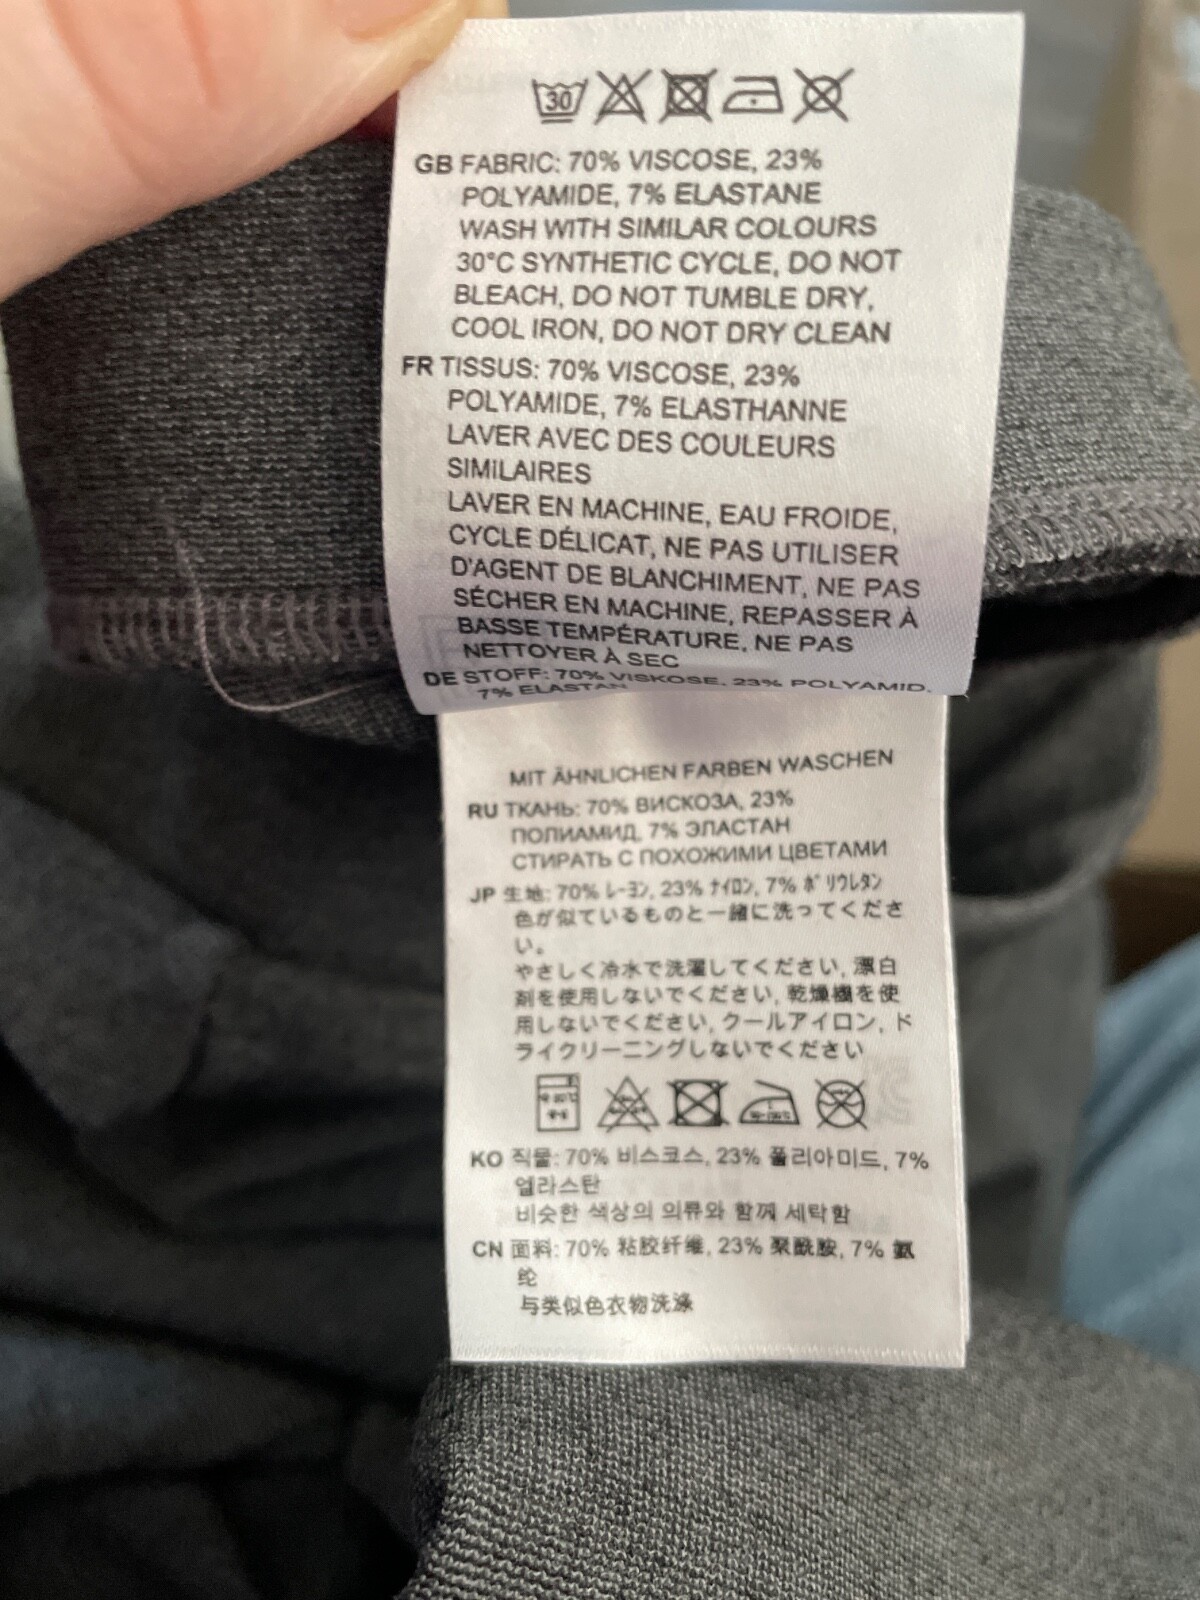 30
GB FABRIC: 70% VISCOSE, 23%
POLYAMIDE, 7% ELASTANE
WASH WITH SIMILAR COLOURS
30°C SYNTHETIC CYCLE, DO NOT
BLEACH, DO NOT TUMBLE DRY,
COOL IRON, DO NOT DRY CLEAN
FR TISSUS: 70% VISCOSE, 23%
POLYAMIDE, 7% ELASTHANNE
LAVER AVEC DES COULEURS
SIMILAIRES
LAVER EN MACHINE, EAU FROIDE,
CYCLE DÉLICAT, NE PAS UTILISER
D'AGENT DE BLANCHIMENT, NE PAS
SÉCHER EN MACHINE, REPASSER À
BASSE TEMPÉRATURE, NE PAS
NETTOYER À SEC
DE STOFF: 70% VISKOSE, 23% POLYAMID,
7% ELASTAN
MIT ÄHNLICHEN FARBEN WASCHEN
RU ТКАНЬ: 70% ВИСКОЗА, 23%
ПОЛИАМИД, 7% ЭЛАСТАН
СТИРАТЬ С ПОХОЖИМИ ЦВЕТАМИ
JP 生地: 70% ﾚｰﾖﾝ, 23% ﾅｲﾛﾝ, 7% ﾎﾟﾘｳﾚﾀﾝ
色が似ているものと一緒に洗ってくださ
い。
やさしく冷水で洗濯してください, 漂白
剤を使用しないでください, 乾燥機を使
用しないでください, クールアイロン, ド
ライクリーニングしないでください
KO 직물: 70% 비스코스, 23% 폴리아미드, 7%
엘라스탄
비슷한 색상의 의류와 함께 세탁함
CN 面料: 70% 粘胶纤维, 23% 聚酰胺, 7% 氨
纶
与类似色衣物洗涤